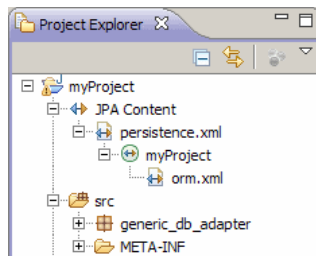 Project Explorer
myProject
JPA Content
persistence.xml
myProject
orm.xml
src
generic_db_adapter
META-INF